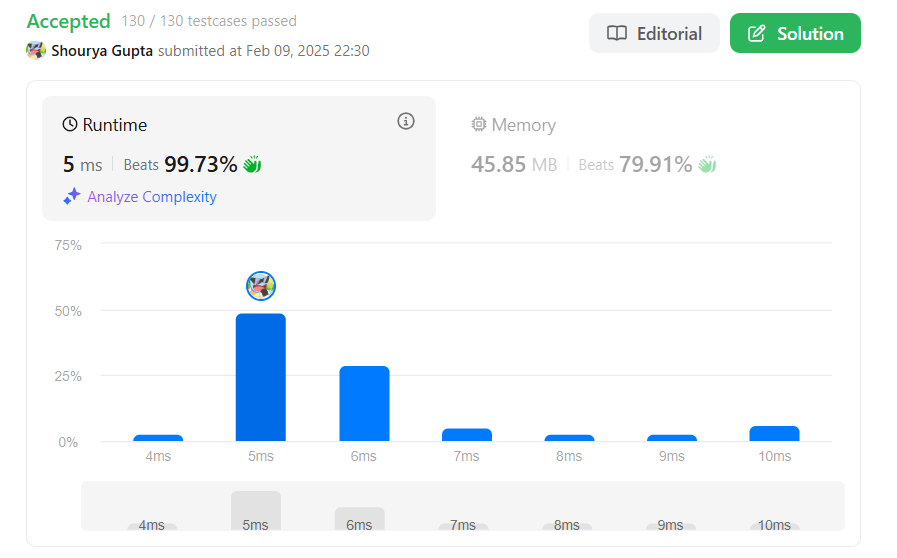 Accepted 130 / 130 testcases passed
Shourya Gupta submitted at Feb 09, 2025 22:30
Editorial
Solution
Runtime
5 ms Beats 99.73%
Analyze Complexity
Memory
45.85 MB Beats 79.91%
75%
50%
25%
0%
4ms 5ms 6ms 7ms 8ms 9ms 10ms
4ms 5ms 6ms 7ms 8ms 9ms 10ms